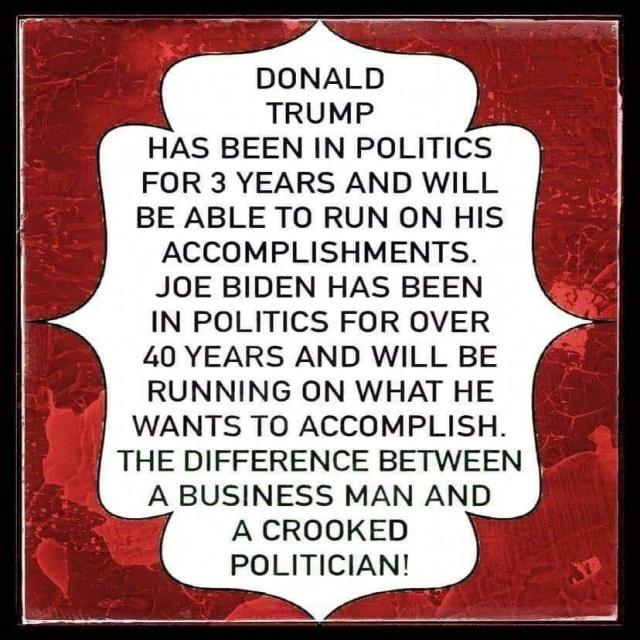 DONALD
TRUMP
HAS BEEN IN POLITICS
FOR 3 YEARS AND WILL
BE ABLE TO RUN ON HIS
ACCOMPLISHMENTS.
JOE BIDEN HAS BEEN
IN POLITICS FOR OVER
40 YEARS AND WILL BE
RUNNING ON WHAT HE
WANTS TO ACCOMPLISH.
THE DIFFERENCE BETWEEN
A BUSINESS MAN AND
A CROOKED
POLITICIAN!